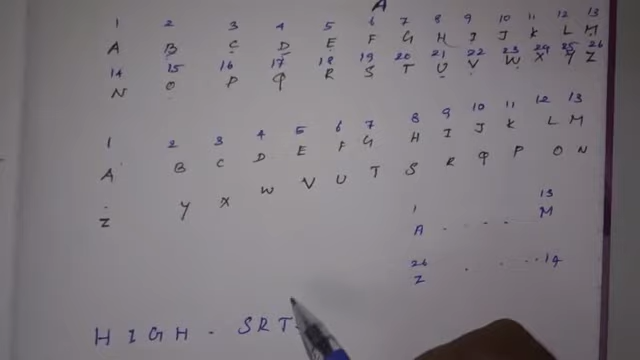 A
1 2 3 4 5 6 7 8 9 10 11 12 13
A B C D E F G H I J K L M
14 15 16 17 18 19 20 21 22 23 24 25 26
N O P Q R S T U V W X Y Z
1 2 3 4 5 6 7 8 9 10 11 12 13
A B C D E F G H I J K L M
Z Y X W V U T S R Q P O N
1 13
A . . . . M
26 . . . . 14
Z
HIGH - SRT